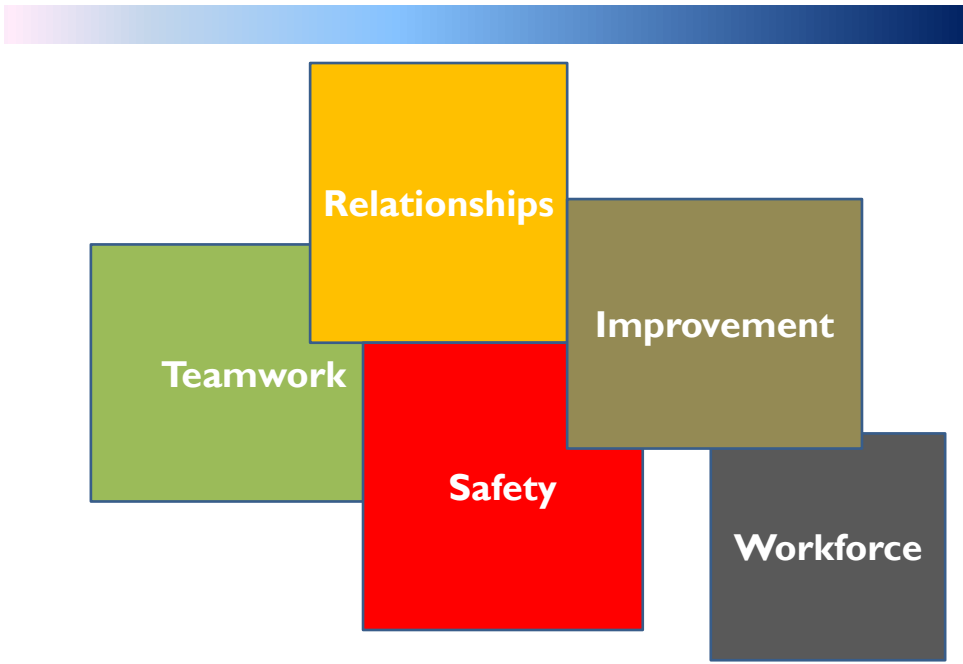 Relationships
Improvement
Teamwork
Safety
Workforce